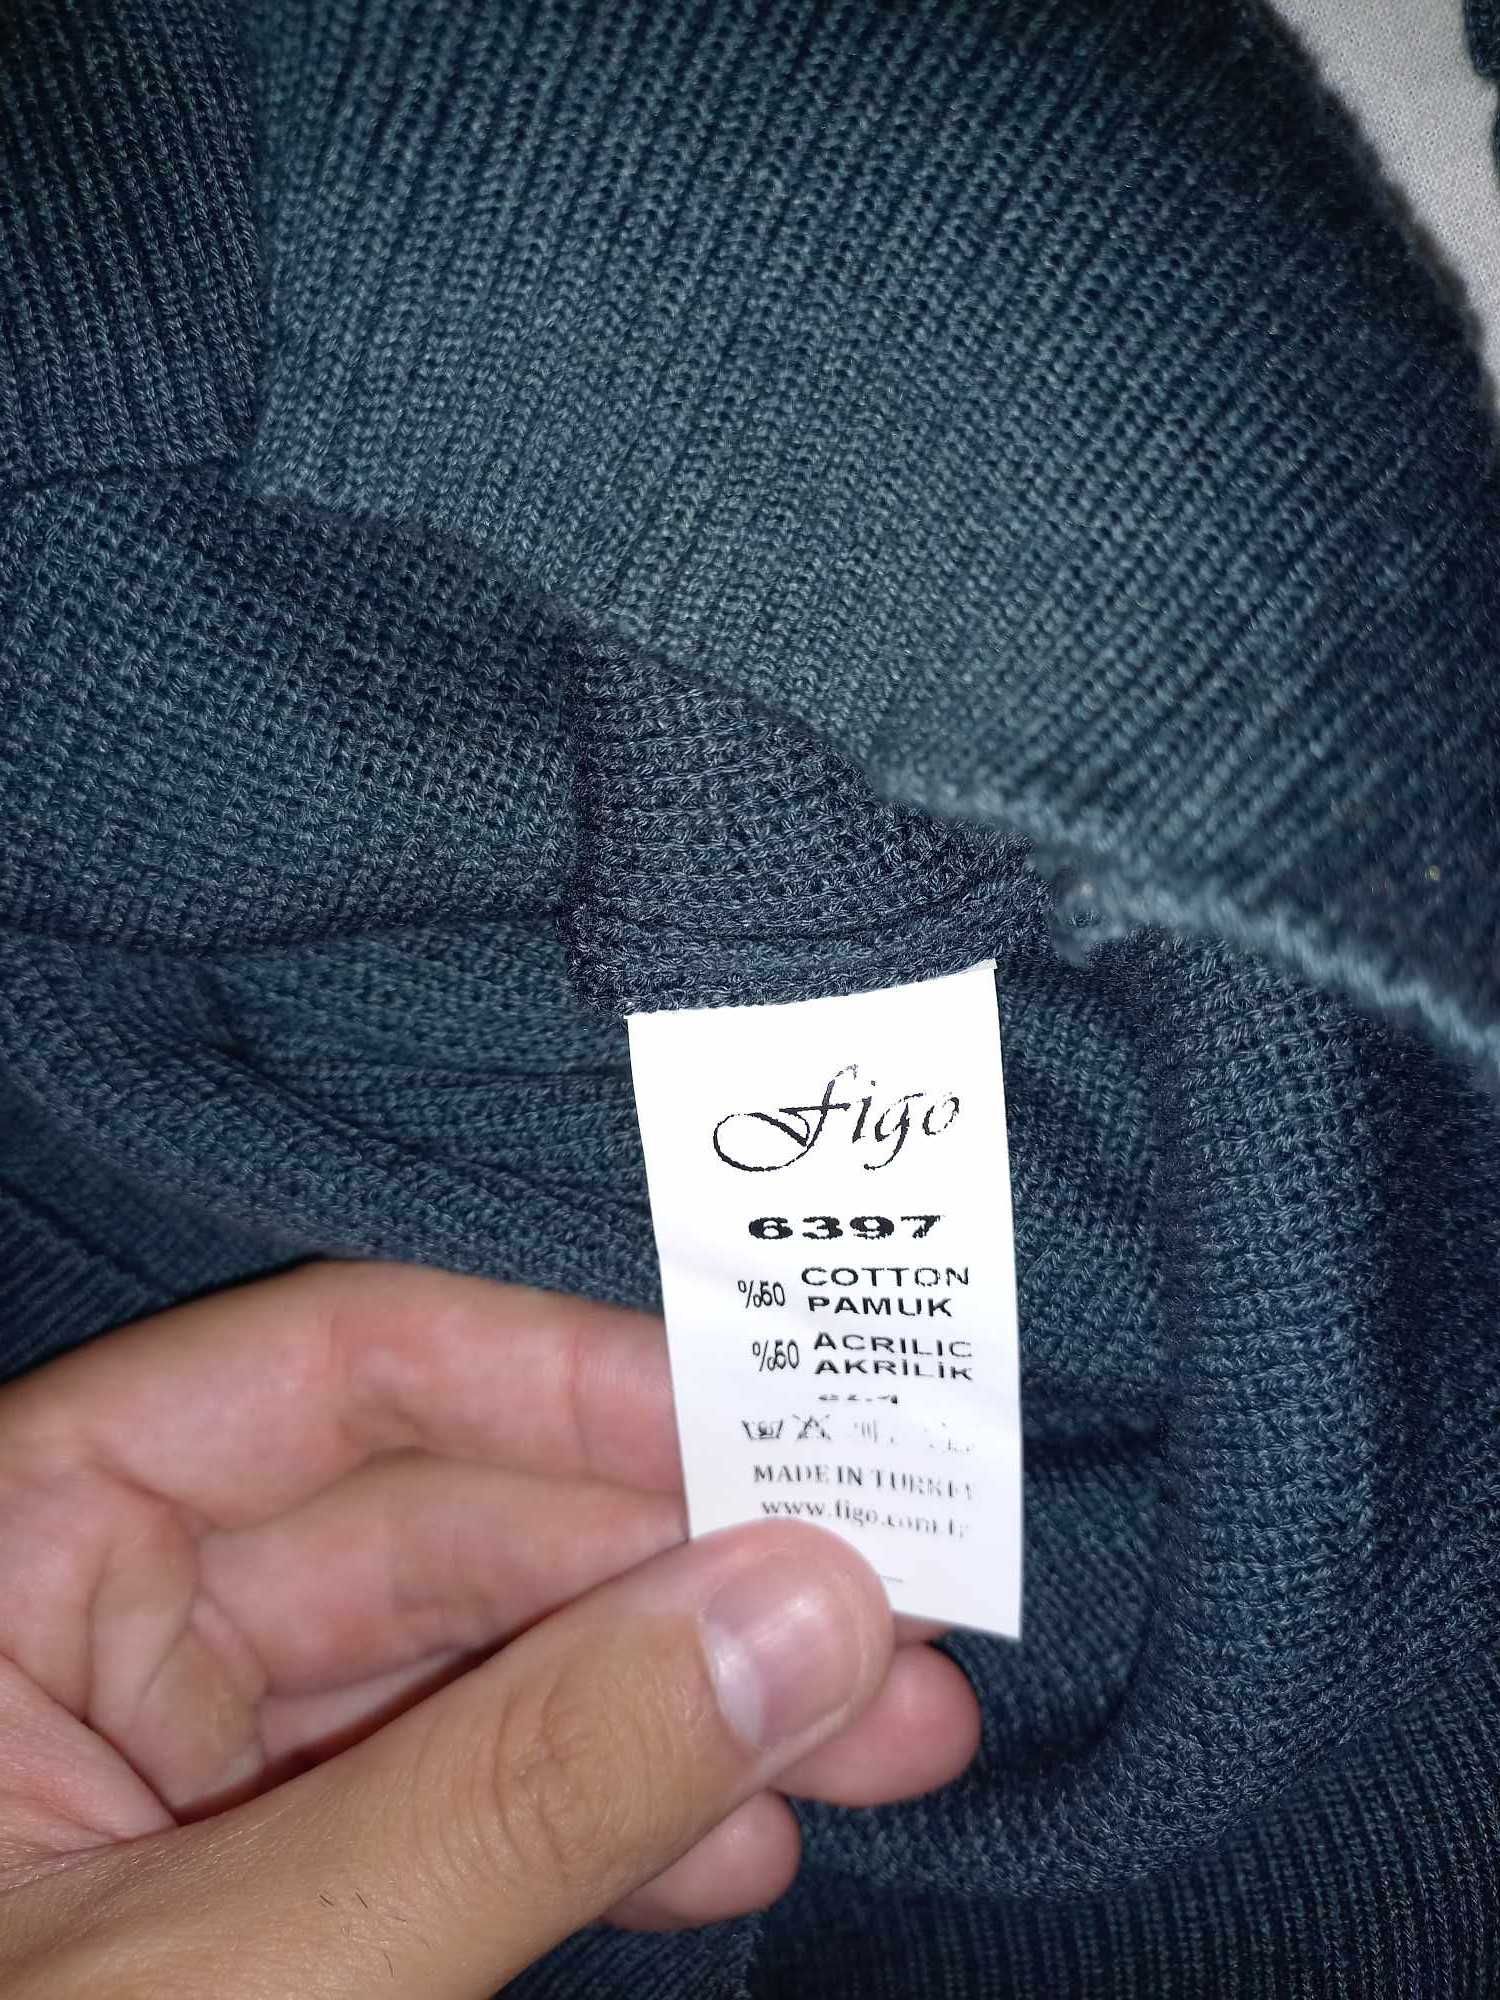 figo
6397
%50 COTTON
PAMUK
%50 ACRILIC
AKRİLİK
MADE IN TURKEY
www.figo.com.tr